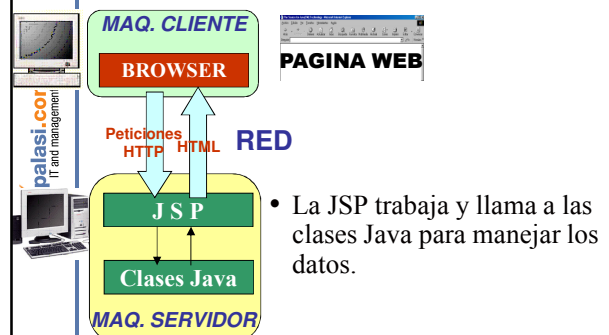 MAQ. CLIENTE
BROWSER
PAGINA WEB
palasi.com
IT and management
Peticiones
HTTP
HTML
RED
J S P
Clases Java
MAQ. SERVIDOR
• La JSP trabaja y llama a las
clases Java para manejar los
datos.